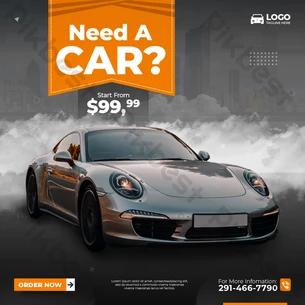 Need A
CAR?
LOGO
TAGLINE HERE
Start From
$99,99
ORDER NOW
For More Information:
291-466-7790